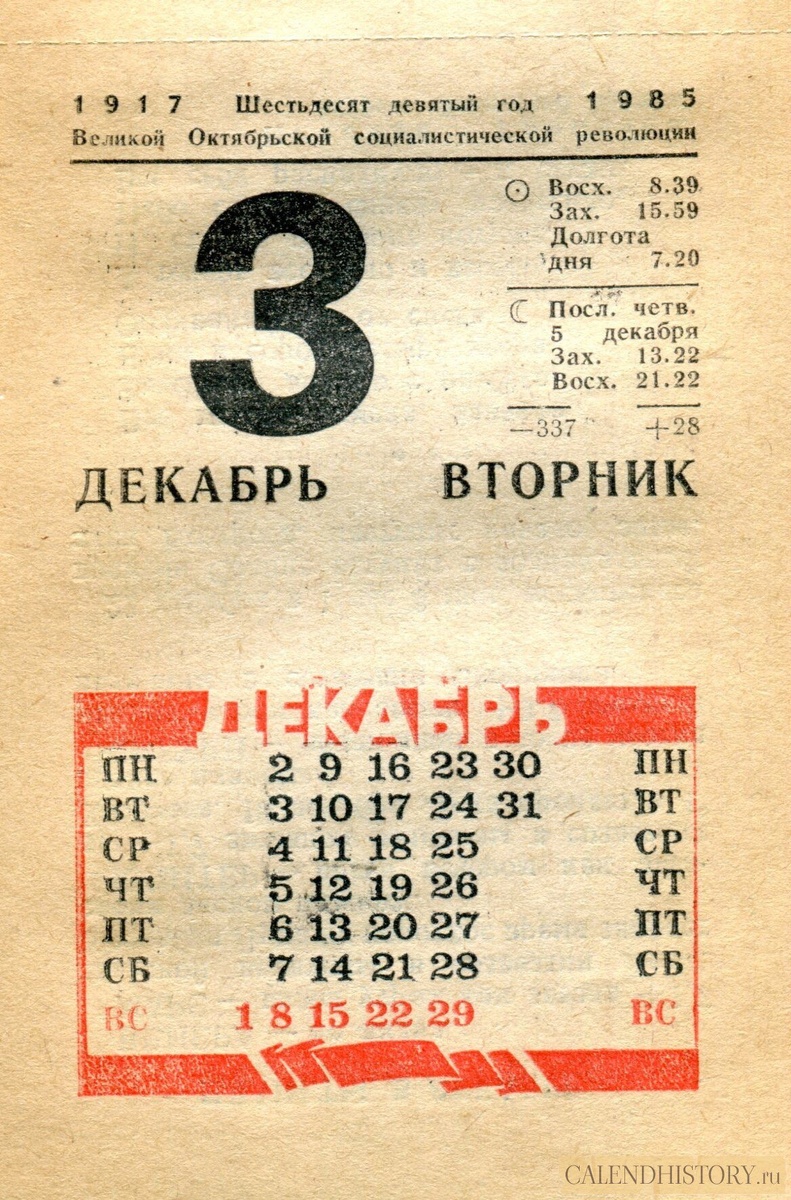 1917 Шестьдесят девятый год 1985
Великой Октябрьской социалистической революции
3
Восх. 8.39
Зах. 15.59
Долгота
дня 7.20
Посл. четв.
5 декабря
Зах. 13.22
Восх. 21.22
—337 +28
ДЕКАБРЬ ВТОРНИК
ДЕКАБРЬ
ПН 2 9 16 23 30 ПН
ВТ 3 10 17 24 31 ВТ
СР 4 11 18 25 СР
ЧТ 5 12 19 26 ЧТ
ПТ 6 13 20 27 ПТ
СБ 7 14 21 28 СБ
ВС 1 8 15 22 29 ВС
CALENDHISTORY.ru